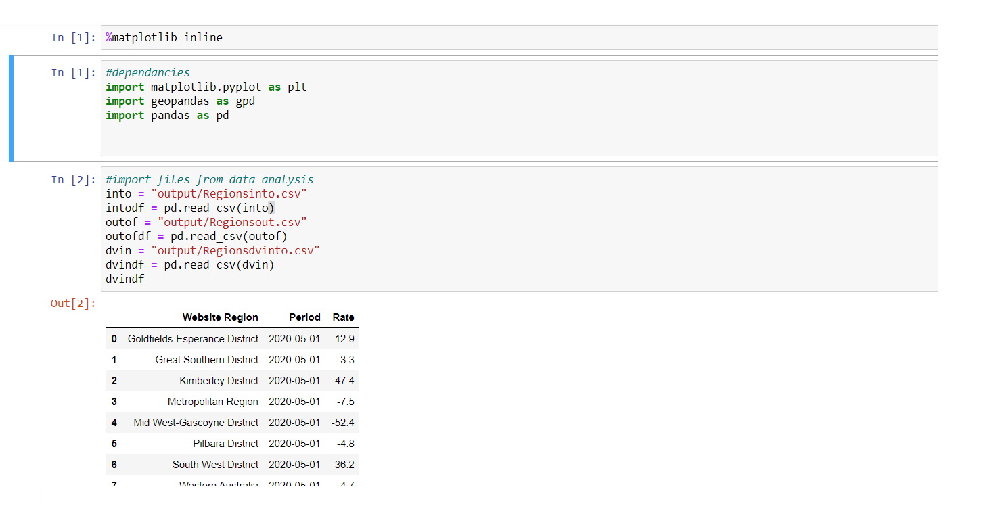 In [1]: %matplotlib inline
In [1]: #dependancies
import matplotlib.pyplot as plt
import geopandas as gpd
import pandas as pd
In [2]: #import files from data analysis
into = "output/Regionsinto.csv"
intodf = pd.read_csv(into)
outof = "output/Regionsout.csv"
outofdf = pd.read_csv(outof)
dvin = "output/Regionsdvinto.csv"
dvindf = pd.read_csv(dvin)
dvindf
Out[2]:
Website Region Period Rate
0 Goldfields-Esperance District 2020-05-01 -12.9
1 Great Southern District 2020-05-01 -3.3
2 Kimberley District 2020-05-01 47.4
3 Metropolitan Region 2020-05-01 -7.5
4 Mid West-Gascoyne District 2020-05-01 -52.4
5 Pilbara District 2020-05-01 -4.8
6 South West District 2020-05-01 36.2
7 Western Australia 2020-05-01 4.7